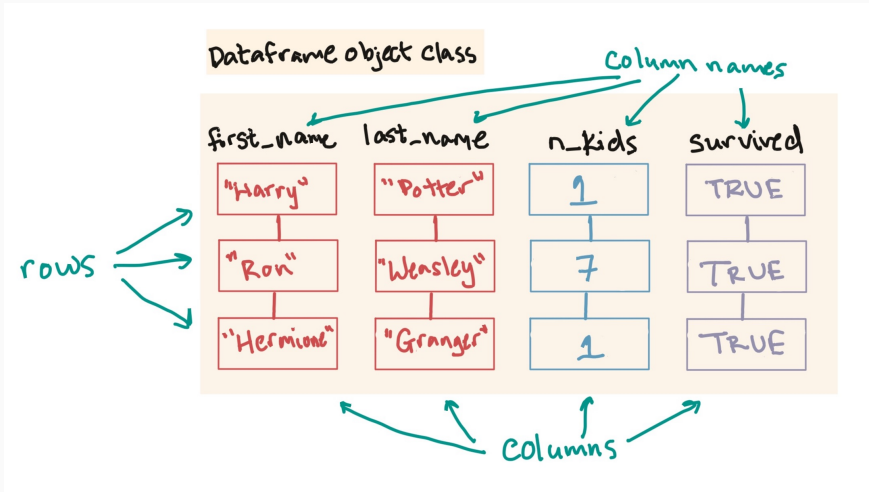 Dataframe object class
column names
first_name last_name n_kids survived
"Harry" "Potter" 1 TRUE
rows
"Ron" "Weasley" 7 TRUE
"Hermione" "Granger" 1 TRUE
columns